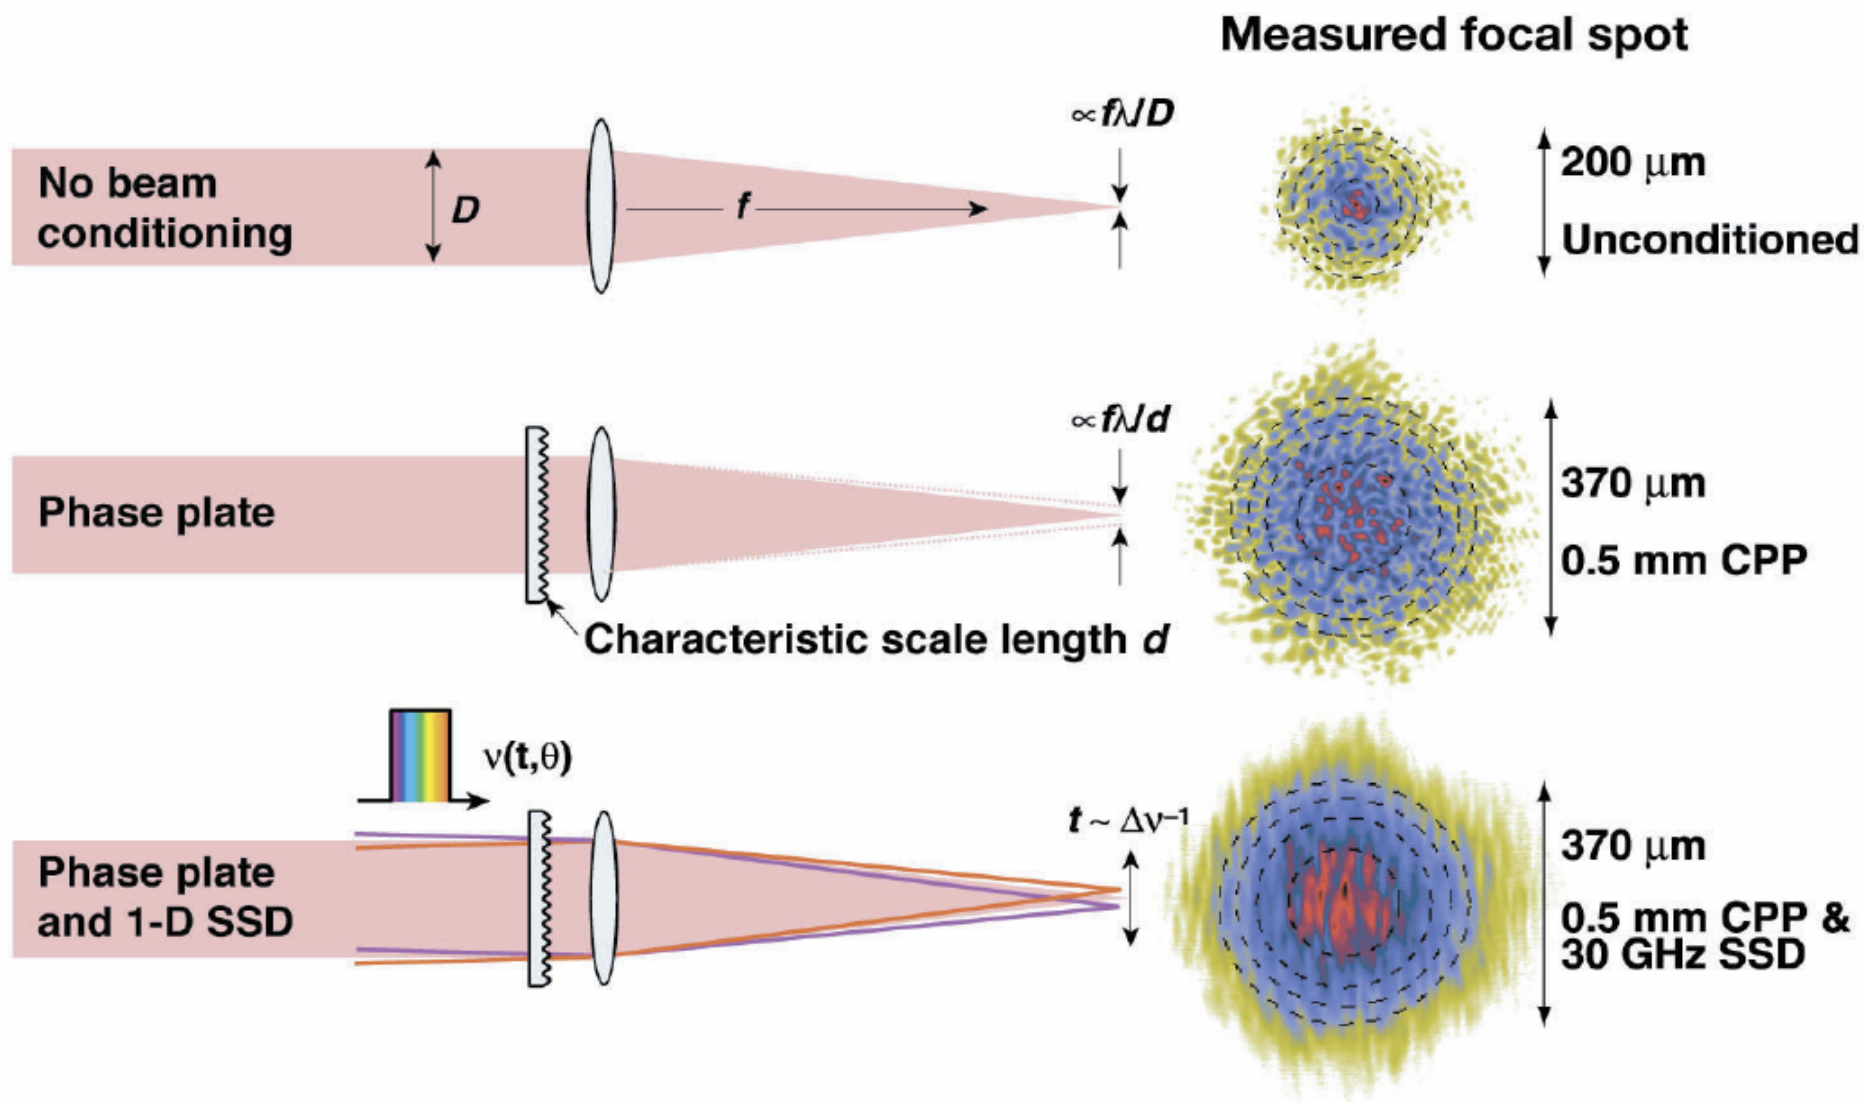 Measured focal spot
∝fλ/D
No beam
conditioning
D
f
200 μm
Unconditioned
∝fλ/d
Phase plate
370 μm
0.5 mm CPP
Characteristic scale length d
ν(t,θ)
t ~ Δν⁻¹
Phase plate
and 1-D SSD
370 μm
0.5 mm CPP &
30 GHz SSD